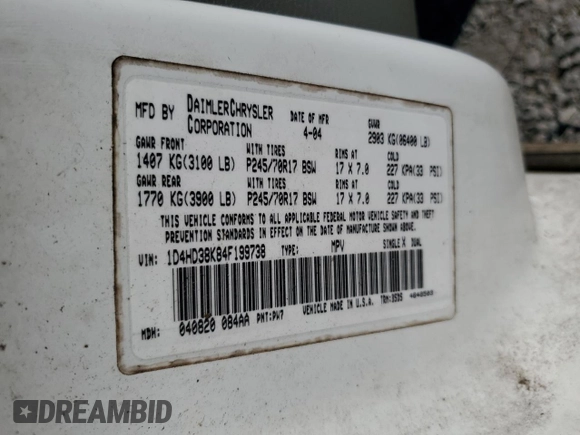 MFD BY DAIMLERCHRYSLER CORPORATION DATE OF MFR 4-04 GVWR 2903 KG(06400 LB)
GAWR FRONT WITH TIRES RIMS AT COLD
1407 KG(3100 LB) P245/70R17 BSW 17 X 7.0 227 KPA(33 PSI)
GAWR REAR WITH TIRES RIMS AT COLD
1770 KG(3900 LB) P245/70R17 BSW 17 X 7.0 227 KPA(33 PSI)
THIS VEHICLE CONFORMS TO ALL APPLICABLE FEDERAL MOTOR VEHICLE SAFETY AND THEFT
PREVENTION STANDARDS IN EFFECT ON THE DATE OF MANUFACTURE SHOWN ABOVE.
VIN: 1D4HD38K84F199738 TYPE: MPV SINGLE X DUAL
MDH: 040820 084AA PNT:PW7 VEHICLE MADE IN U.S.A.
DREAMBID